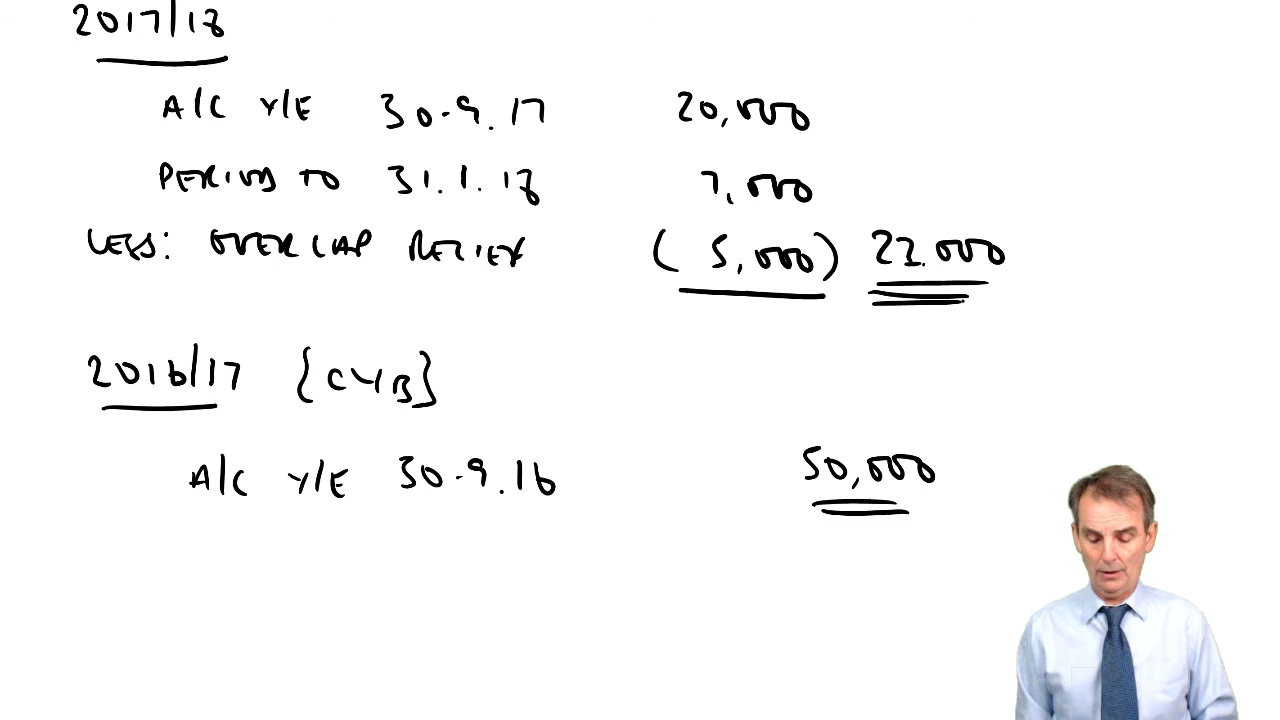 2017/18
A/C Y/E 30.9.17 20,000
PERIOD TO 31.1.18 7,000
LESS: OVERLAP RELIEF (5,000) 22,000
2016/17 {CYB}
A/C Y/E 30.9.16 50,000